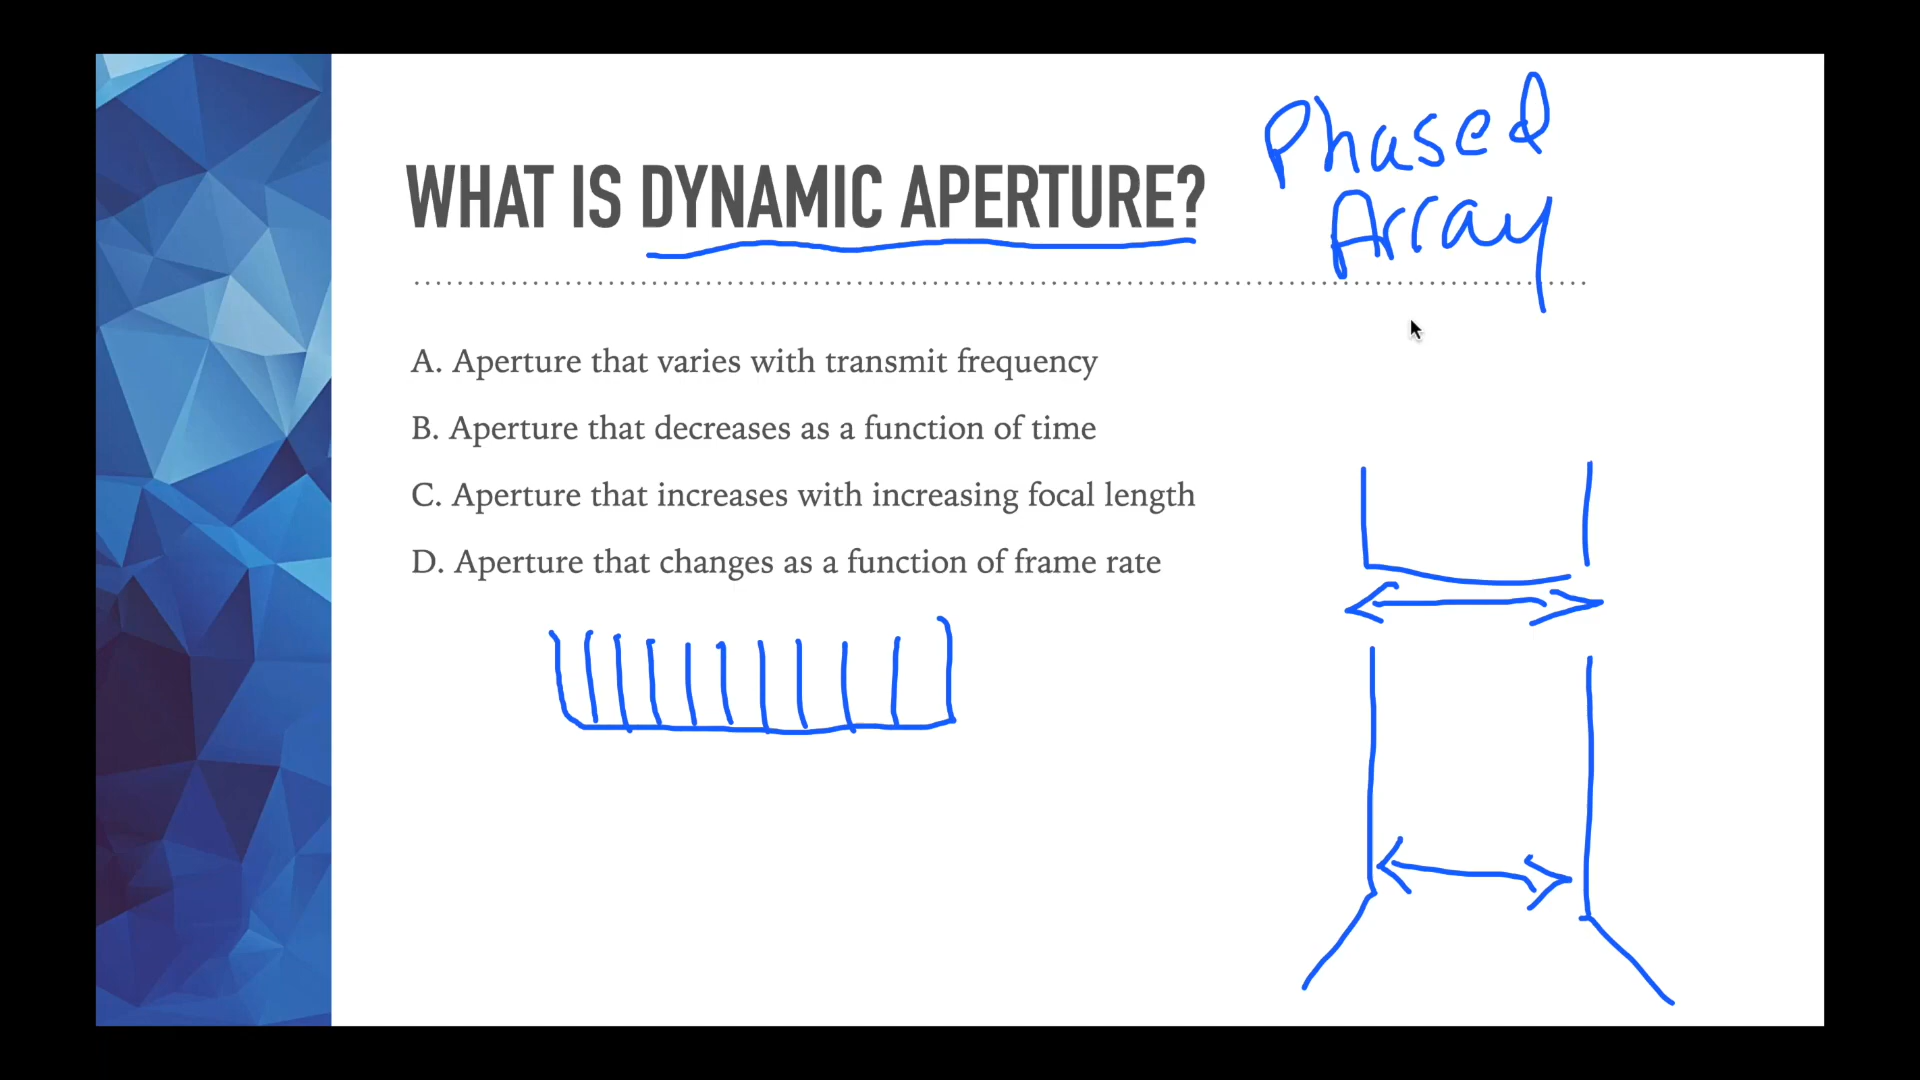 Phased
Array
WHAT IS DYNAMIC APERTURE?
A. Aperture that varies with transmit frequency
B. Aperture that decreases as a function of time
C. Aperture that increases with increasing focal length
D. Aperture that changes as a function of frame rate